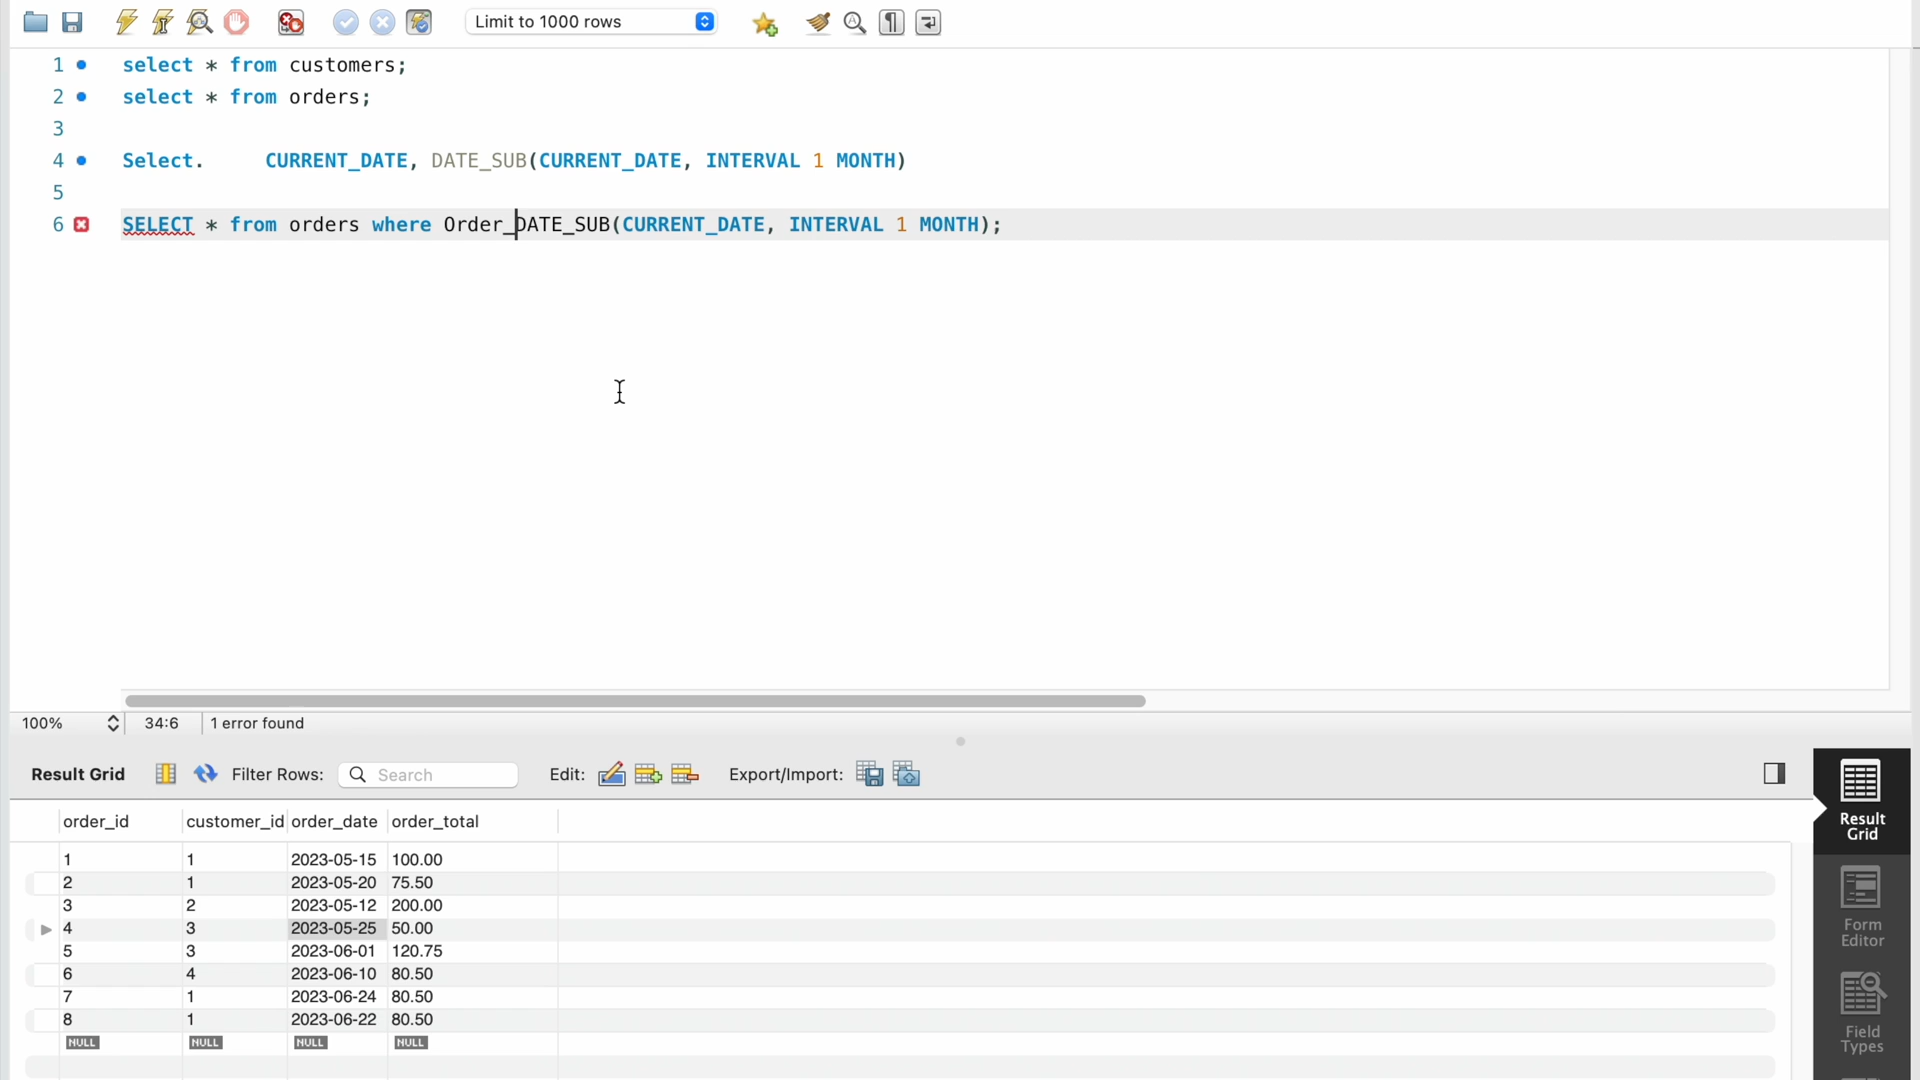 Limit to 1000 rows
1 select * from customers;
2 select * from orders;
3
4 Select. CURRENT_DATE, DATE_SUB(CURRENT_DATE, INTERVAL 1 MONTH)
5
6 SELECT * from orders where Order_DATE_SUB(CURRENT_DATE, INTERVAL 1 MONTH);
100% 34:6 1 error found
Result Grid Filter Rows: Search Edit: Export/Import:
order_id customer_id order_date order_total
1 1 2023-05-15 100.00
2 1 2023-05-20 75.50
3 2 2023-05-12 200.00
4 3 2023-05-25 50.00
5 3 2023-06-01 120.75
6 4 2023-06-10 80.50
7 1 2023-06-24 80.50
8 1 2023-06-22 80.50
NULL NULL NULL NULL
Result
Grid
Form
Editor
Field
Types